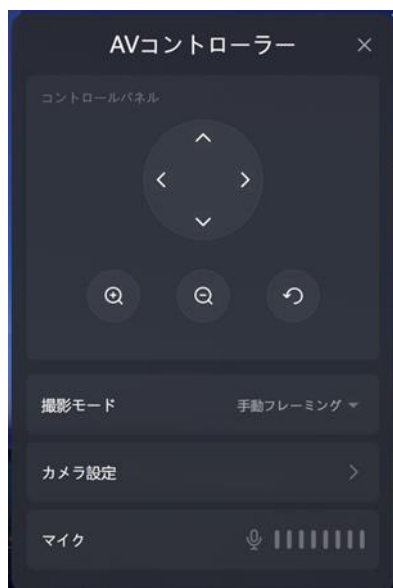 AVコントローラー
コントロールパネル
撮影モード 手動フレーミング
カメラ設定
マイク